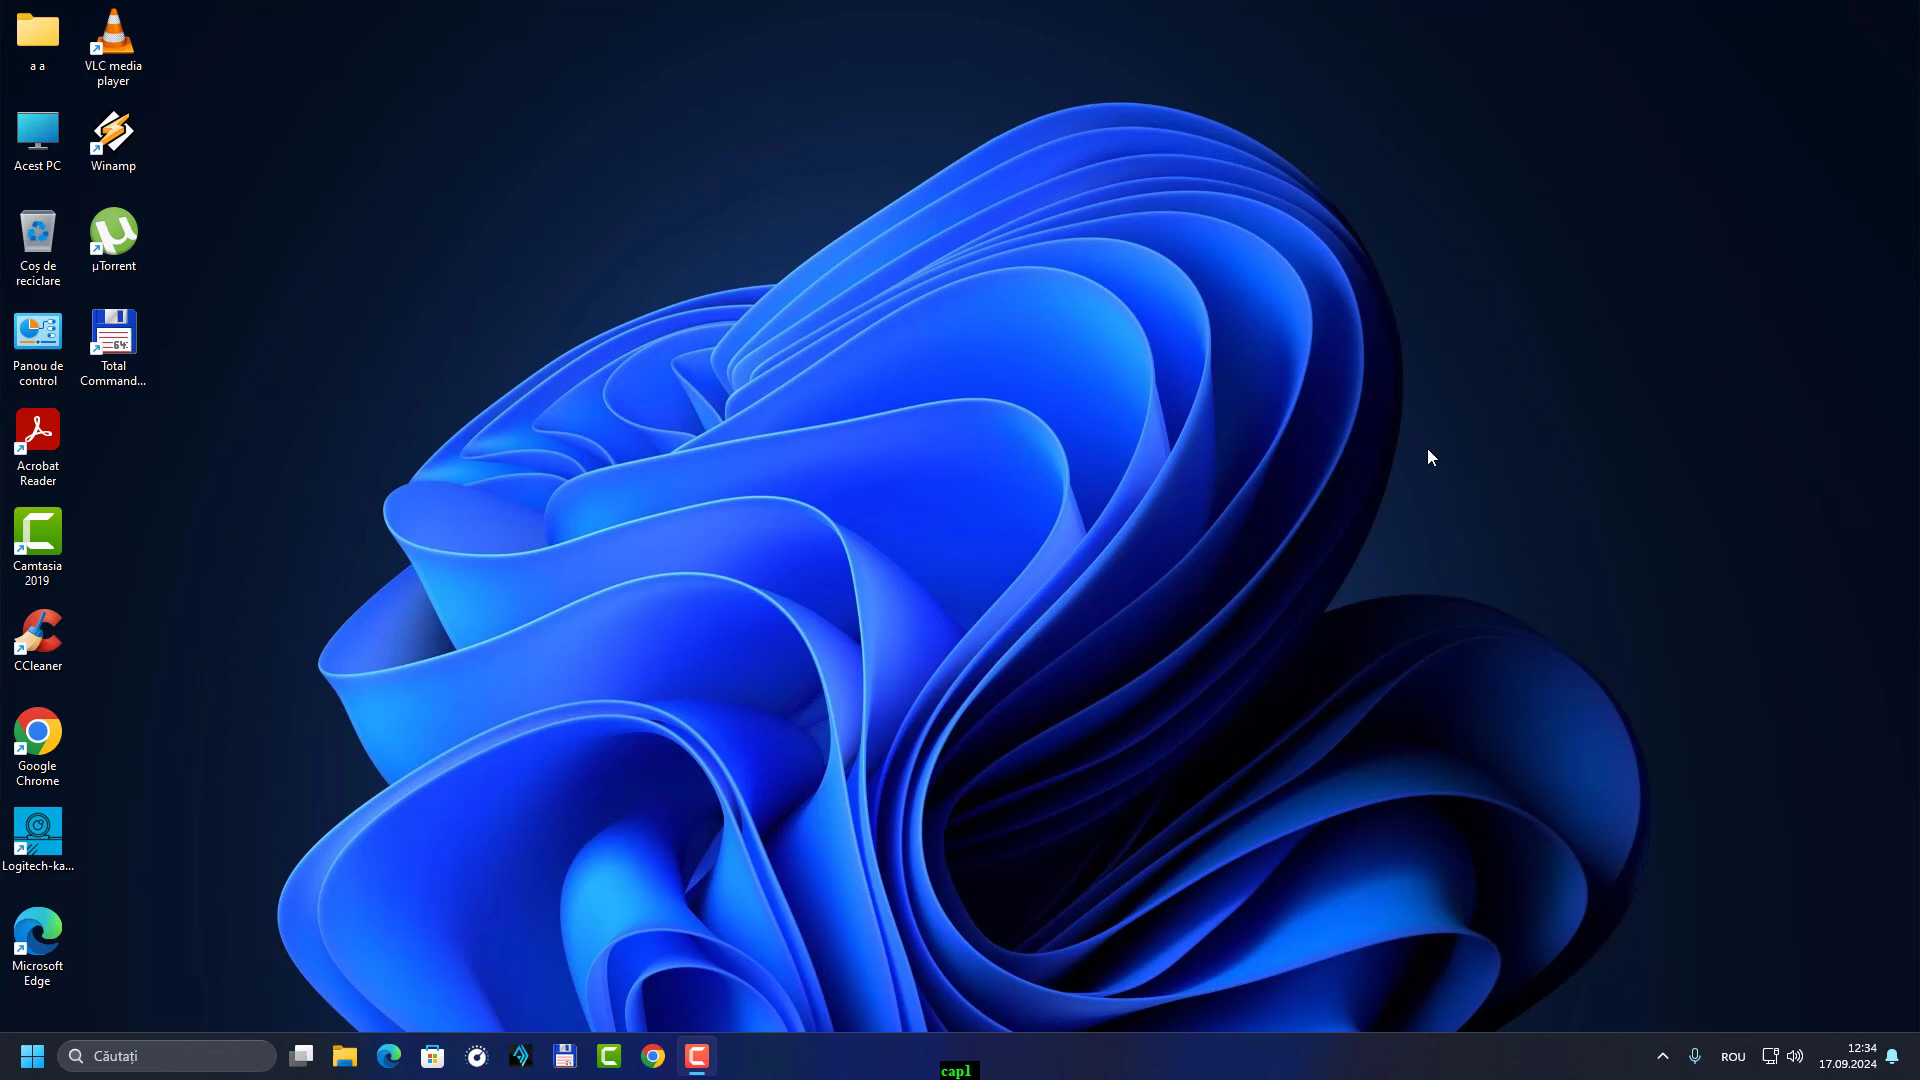 a a
VLC media
player
Acest PC
Winamp
Coș de
reciclare
µTorrent
Panou de
control
64
Total
Command...
Acrobat
Reader
Camtasia
2019
CCleaner
Google
Chrome
Logitech-ka...
Microsoft
Edge
Căutați
capl
ROU
12:34
17.09.2024